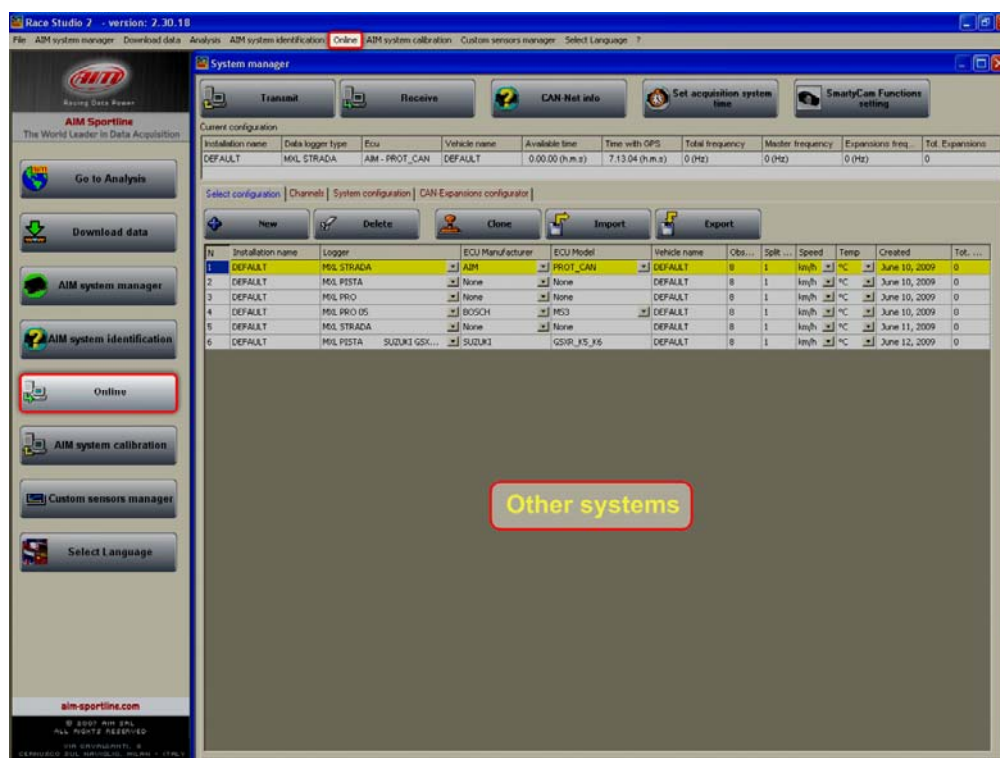 Race Studio 2 - version: 2.30.18
File AIM system manager Download data Analysis AIM system identification Online AIM system calibration Custom sensors manager Select Language ?
AIM
Racing Data Power
AIM Sportline
The World Leader in Data Acquisition
Go to Analysis
Download data
AIM system manager
AIM system identification
Online
AIM system calibration
Custom sensors manager
Select Language
aim-sportline.com
© 2007 AIM SRL
ALL RIGHTS RESERVED
VIA CAVALCANTI, 8
CERNUSCO SUL NAVIGLIO, MILAN - ITALY
System manager
Transmit Receive CAN-Net info Set acquisition system time SmartyCam Functions setting
Current configuration
Installation name Data logger type Ecu Vehicle name Available time Time with GPS Total frequency Master frequency Expansions freq... Tot. Expansions
DEFAULT MXL STRADA AIM - PROT_CAN DEFAULT 0.00.00 (h.m.s) 7.13.04 (h.m.s) 0 (Hz) 0 (Hz) 0 (Hz) 0
Select configuration Channels System configuration CAN-Expansions configurator
New Delete Clone Import Export
N Installation name Logger ECU Manufacturer ECU Model Vehicle name Obs... Split ... Speed Temp Created Tot. ...
1 DEFAULT MXL STRADA AIM PROT_CAN DEFAULT 8 1 km/h °C June 10, 2009 0
2 DEFAULT MXL PISTA None None DEFAULT 8 1 km/h °C June 10, 2009 0
3 DEFAULT MXL PRO None None DEFAULT 8 1 km/h °C June 10, 2009 0
4 DEFAULT MXL PRO 05 BOSCH MS3 DEFAULT 8 1 km/h °C June 10, 2009 0
5 DEFAULT MXL STRADA None None DEFAULT 8 1 km/h °C June 11, 2009 0
6 DEFAULT MXL PISTA SUZUKI GSX... SUZUKI GSXR_K5_K6 DEFAULT 8 1 km/h °C June 12, 2009 0
Other systems